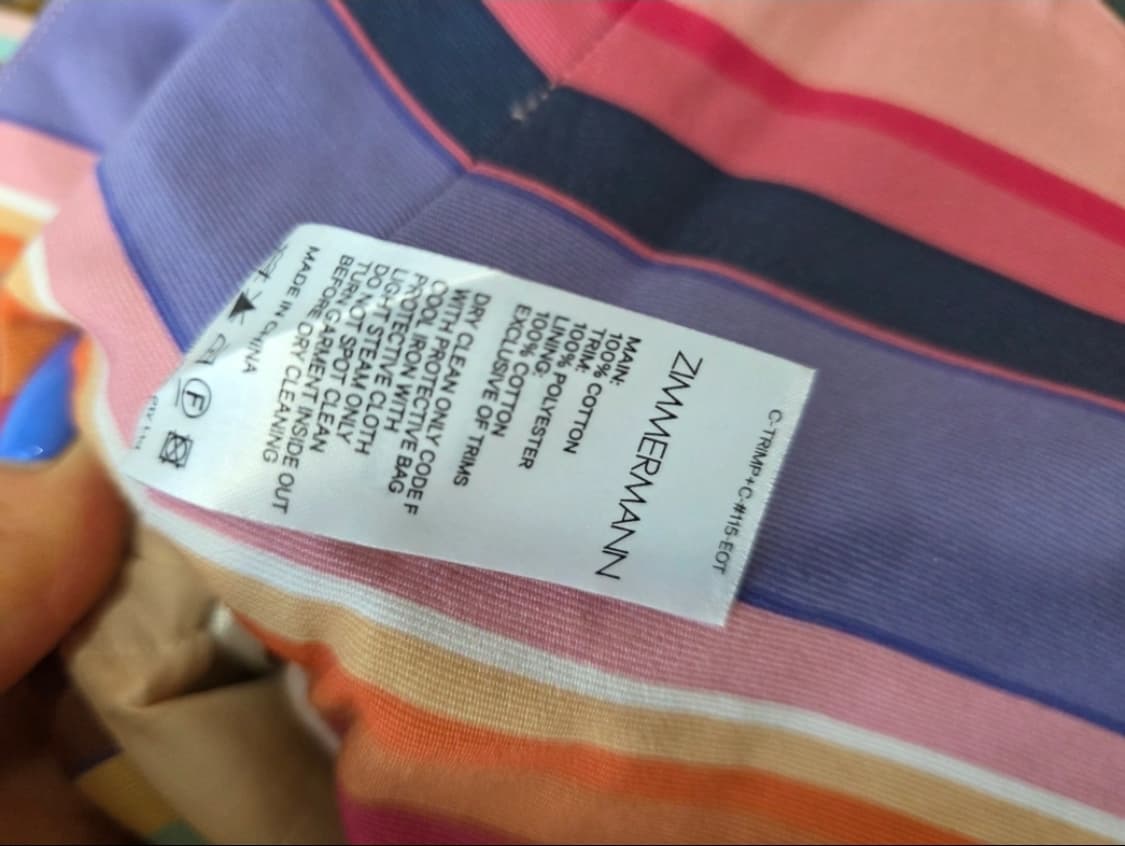 C-TRIMP+C-#115-EOT
ZIMMERMANN
MAIN:
100% COTTON
TRIM:
100% POLYESTER
LINING:
100% COTTON
EXCLUSIVE OF TRIMS
DRY CLEAN ONLY CODE F
WITH PROTECTIVE BAG
COOL IRON WITH
PROTECTIVE CLOTH
LIGHT STEAM ONLY
DO NOT SPOT CLEAN
TURN GARMENT INSIDE OUT
BEFORE DRY CLEANING
MADE IN CHINA
F